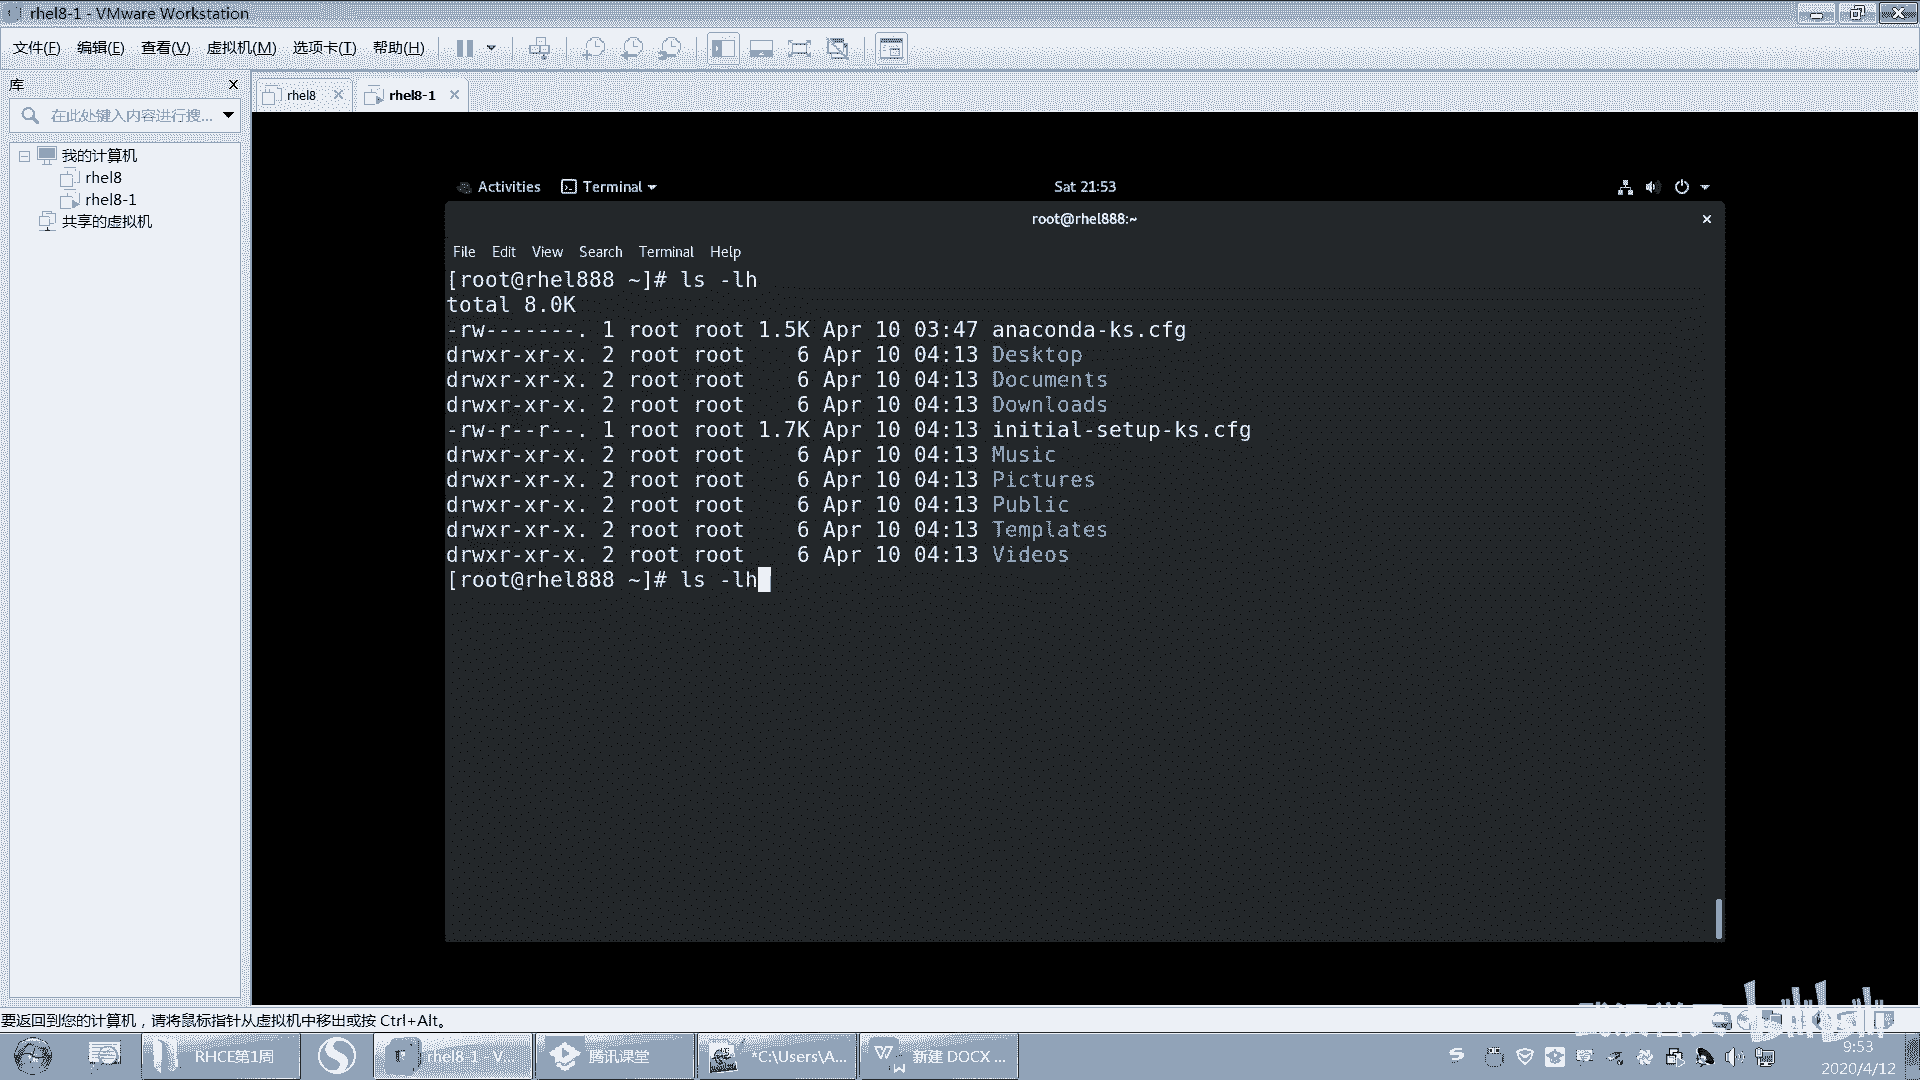 rhel8-1 - VMware Workstation
文件(F) 编辑(E) 查看(V) 虚拟机(M) 选项卡(T) 帮助(H)
库
rhel8 rhel8-1
在此处键入内容进行搜...
我的计算机
rhel8
rhel8-1
共享的虚拟机
Activities Terminal Sat 21:53
root@rhel888:~
File Edit View Search Terminal Help
[root@rhel888 ~]# ls -lh
total 8.0K
-rw-------. 1 root root 1.5K Apr 10 03:47 anaconda-ks.cfg
drwxr-xr-x. 2 root root    6 Apr 10 04:13 Desktop
drwxr-xr-x. 2 root root    6 Apr 10 04:13 Documents
drwxr-xr-x. 2 root root    6 Apr 10 04:13 Downloads
-rw-r--r--. 1 root root 1.7K Apr 10 04:13 initial-setup-ks.cfg
drwxr-xr-x. 2 root root    6 Apr 10 04:13 Music
drwxr-xr-x. 2 root root    6 Apr 10 04:13 Pictures
drwxr-xr-x. 2 root root    6 Apr 10 04:13 Public
drwxr-xr-x. 2 root root    6 Apr 10 04:13 Templates
drwxr-xr-x. 2 root root    6 Apr 10 04:13 Videos
[root@rhel888 ~]# ls -lh
要返回到您的计算机，请将鼠标指针从虚拟机中移出或按 Ctrl+Alt。
bilibili
RHCE第1周 rhel8-1 - V... 腾讯课堂 *C:\Users\A... 新建 DOCX ...
9:53
2020/4/12